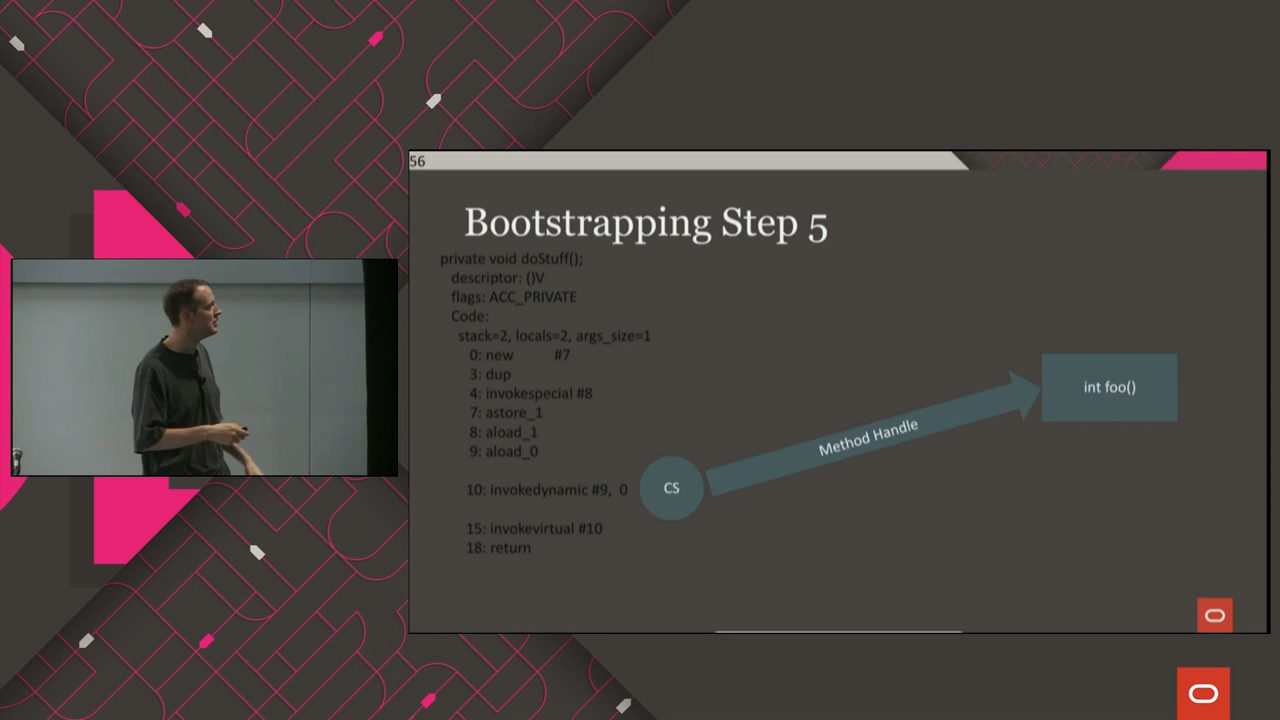 56
Bootstrapping Step 5
private void doStuff();
descriptor: ()V
flags: ACC_PRIVATE
Code:
stack=2, locals=2, args_size=1
0: new #7
3: dup
4: invokespecial #8
7: astore_1
8: aload_1
9: aload_0
10: invokedynamic #9, 0
15: invokevirtual #10
18: return
CS
Method Handle
int foo()